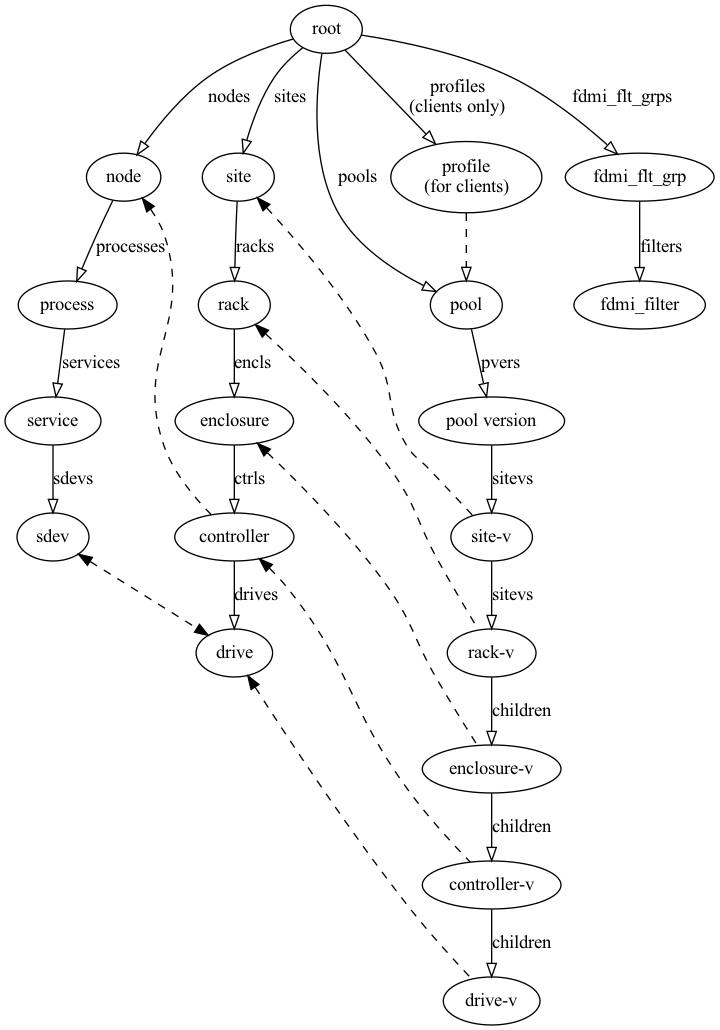 root
profiles
(clients only)
nodes
sites
fdmi_flt_grps
pools
node
site
profile
(for clients)
fdmi_flt_grp
processes
racks
filters
process
rack
pool
fdmi_filter
services
encls
pvers
service
enclosure
pool version
sdevs
ctrls
sitevs
sdev
controller
site-v
drives
sitevs
drive
rack-v
children
enclosure-v
children
controller-v
children
drive-v